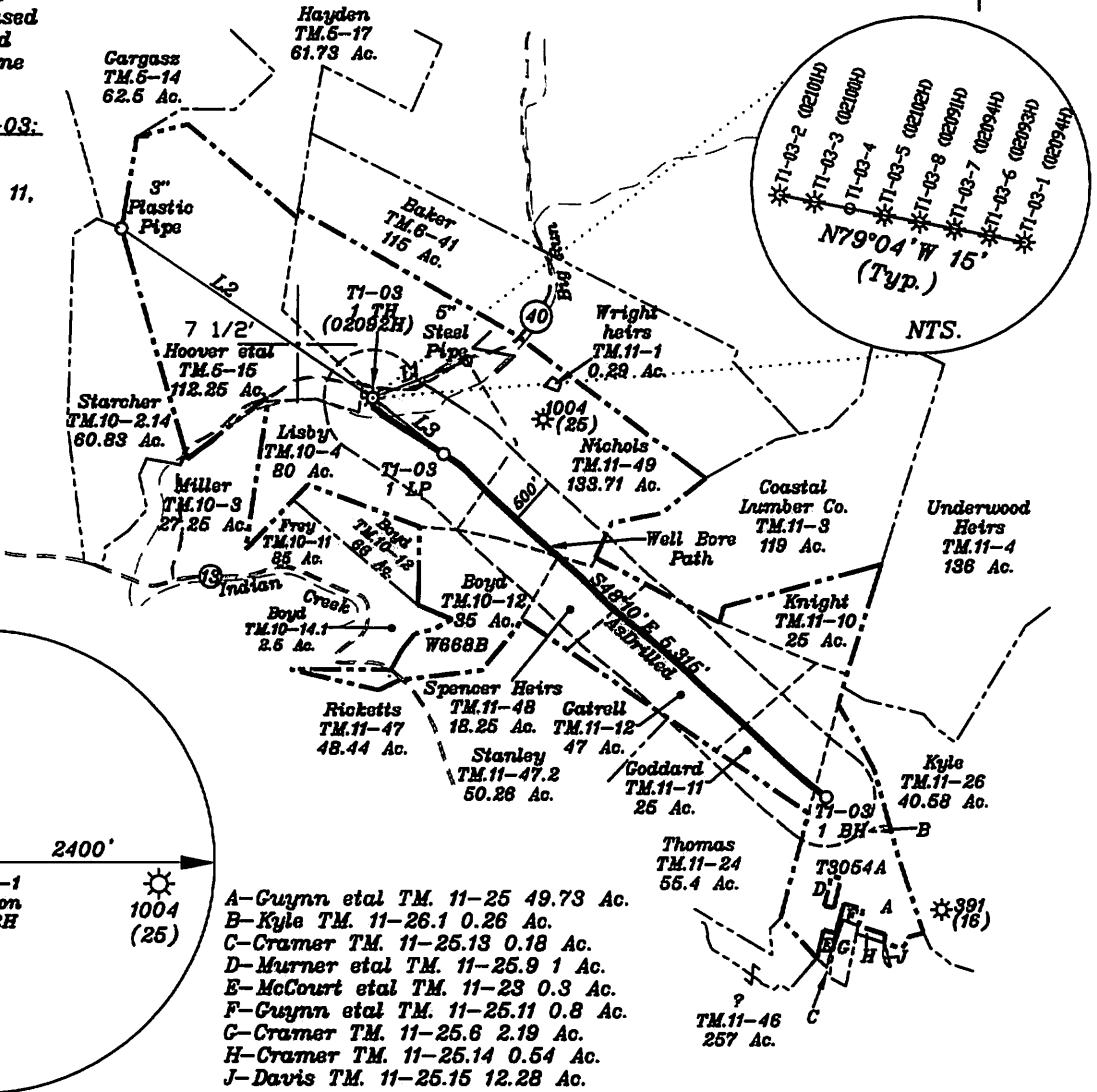 ased
d
ne
-03:
11,
Hayden
TM.5-17
61.73 Ac.
Gargasz
TM.5-14
62.5 Ac.
3"
Plastic
Pipe
Baker
TM.6-41
115 Ac.
Big Run
40
T1-03-2 (02101H)
T1-03-3 (02100H)
T1-03-4
T1-03-5 (02102H)
T1-03-8 (02091H)
T1-03-7 (02094H)
T1-03-6 (02093H)
T1-03-1 (02094H)
N79°04'W 15'
(Typ.)
NTS.
L2
T1-03
1 TH
(02092H)
5"
Steel
Pipe
7 1/2'
L1
L3
Wright
heirs
TM.11-1
0.29 Ac.
1004
(25)
Hoover etal
TM.5-15
112.25 Ac.
Starcher
TM.10-2.14
60.83 Ac.
Lisby
TM.10-4
80 Ac.
T1-03
1 LP
Nichols
TM.11-49
133.71 Ac.
Miller
TM.10-3
27.25 Ac.
600'
Coastal
Lumber Co.
TM.11-3
119 Ac.
Underwood
Heirs
TM.11-4
136 Ac.
Frey
TM.10-11
85 Ac.
Boyd
TM.10-13
66 Ac.
Well Bore
Path
13
Indian
Creek
Boyd
TM.10-12
35 Ac.
S48°10'E 5,315'
"AsDrilled
Knight
TM.11-10
25 Ac.
Boyd
TM.10-14.1
2.5 Ac.
W668B
Spencer Heirs
TM.11-48
18.25 Ac.
Gatrell
TM.11-12
47 Ac.
Ricketts
TM.11-47
48.44 Ac.
Stanley
TM.11-47.2
50.26 Ac.
Goddard
TM.11-11
25 Ac.
Kyle
TM.11-26
40.58 Ac.
T1-03
1 BH
B
Thomas
TM.11-24
55.4 Ac.
T3054A
D
A
F
E
G
H
J
391
(16)
C
?
TM.11-46
257 Ac.
2400'
-1
on
2H
1004
(25)
A-Guynn etal TM. 11-25 49.73 Ac.
B-Kyle TM. 11-26.1 0.26 Ac.
C-Cramer TM. 11-25.13 0.18 Ac.
D-Murner etal TM. 11-25.9 1 Ac.
E-McCourt etal TM. 11-23 0.3 Ac.
F-Guynn etal TM. 11-25.11 0.8 Ac.
G-Cramer TM. 11-25.6 2.19 Ac.
H-Cramer TM. 11-25.14 0.54 Ac.
J-Davis TM. 11-25.15 12.28 Ac.